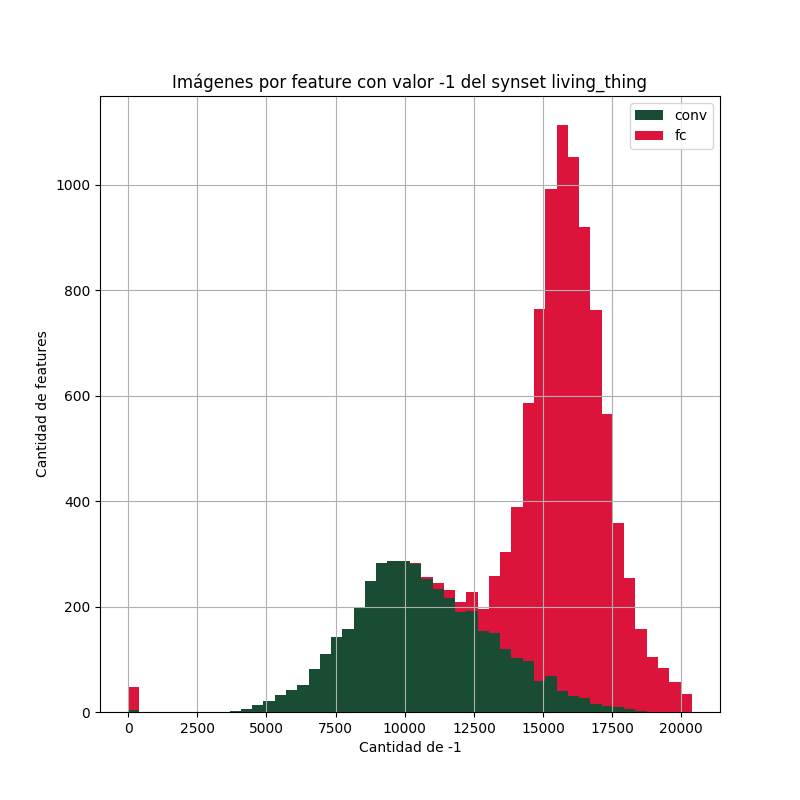 Imágenes por feature con valor -1 del synset living_thing
conv
fc
1000
800
600
400
200
0
Cantidad de features
0 2500 5000 7500 10000 12500 15000 17500 20000
Cantidad de -1